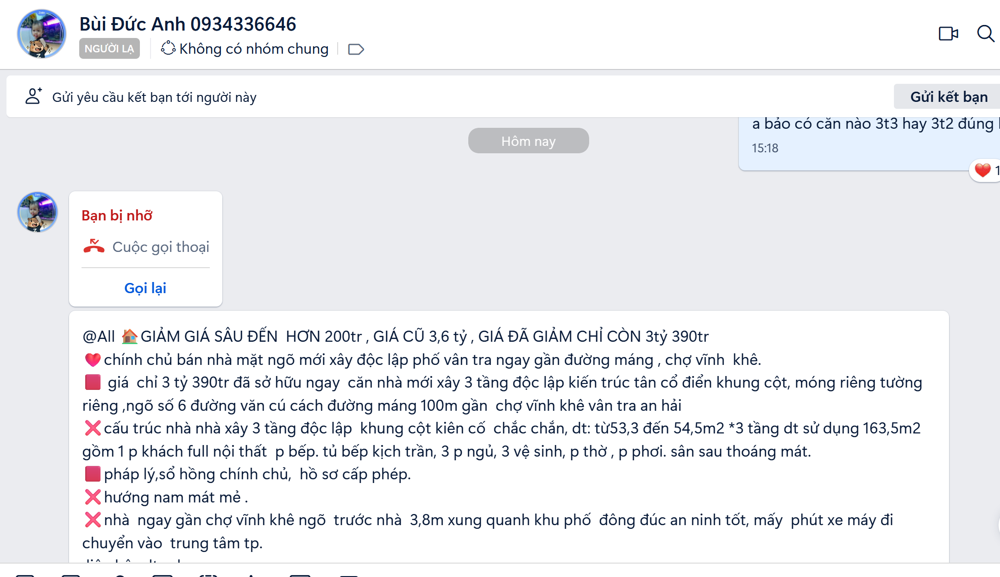 Bùi Đức Anh 0934336646
NGƯỜI LẠ
Không có nhóm chung
Gửi yêu cầu kết bạn tới người này
Gửi kết bạn
a bảo có căn nào 3t3 hay 3t2 đúng
Hôm nay
15:18
1
Bạn bị nhỡ
Cuộc gọi thoại
Gọi lại
@All 🏠GIẢM GIÁ SÂU ĐẾN  HƠN 200tr , GIÁ CŨ 3,6 tỷ , GIÁ ĐÃ GIẢM CHỈ CÒN 3tỷ 390tr
❤️chính chủ bán nhà mặt ngõ mới xây độc lập phố vân tra ngay gần đường máng , chợ vĩnh  khê.
🟥 giá  chỉ 3 tỷ 390tr đã sở hữu ngay  căn nhà mới xây 3 tầng độc lập kiến trúc tân cổ điển khung cột, móng riêng tường
riêng ,ngõ số 6 đường văn cú cách đường máng 100m gần  chợ vĩnh khê vân tra an hải
❌cấu trúc nhà nhà xây 3 tầng độc lập  khung cột kiên cố  chắc chắn, dt: từ53,3 đến 54,5m2 *3 tầng dt sử dụng 163,5m2
gồm 1 p khách full nội thất  p bếp. tủ bếp kịch trần, 3 p ngủ, 3 vệ sinh, p thờ , p phơi. sân sau thoáng mát.
🟥pháp lý,sổ hồng chính chủ,  hồ sơ cấp phép.
❌hướng nam mát mẻ .
❌nhà  ngay gần chợ vĩnh khê ngõ  trước nhà  3,8m xung quanh khu phố  đông đúc an ninh tốt, mấy  phút xe máy đi
chuyển vào  trung tâm tp.